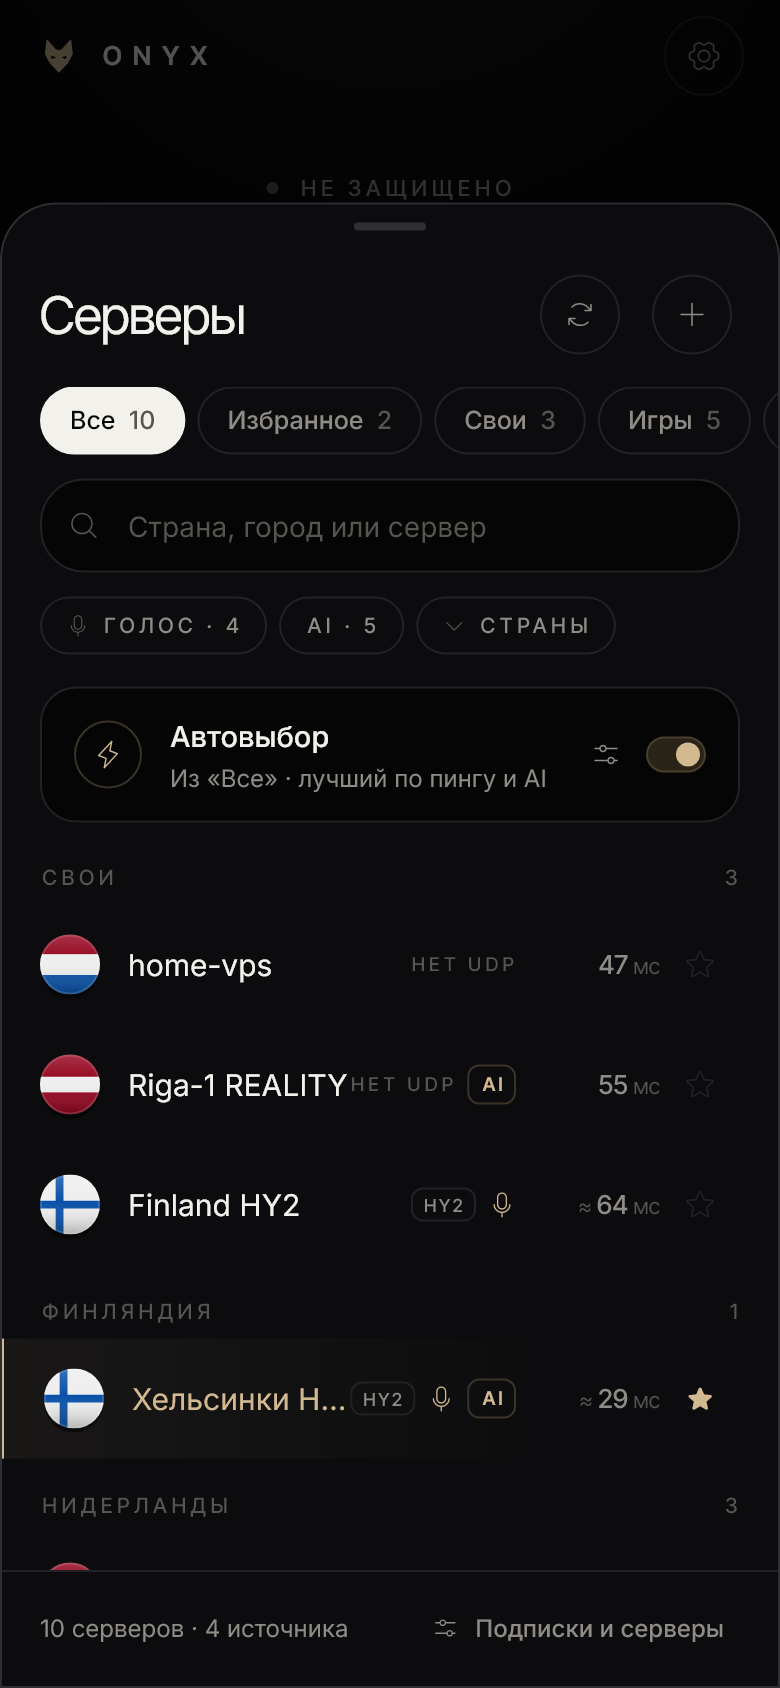 ONYX
НЕ ЗАЩИЩЕНО
Серверы
Все 10 Избранное 2 Свои 3 Игры 5
Страна, город или сервер
ГОЛОС · 4 AI · 5 СТРАНЫ
Автовыбор
Из «Все» · лучший по пингу и AI
СВОИ 3
home-vps НЕТ UDP 47 мс
Riga-1 REALITY НЕТ UDP AI 55 мс
Finland HY2 HY2 ≈ 64 мс
ФИНЛЯНДИЯ 1
Хельсинки H... HY2 AI ≈ 29 мс
НИДЕРЛАНДЫ 3
10 серверов · 4 источника Подписки и серверы